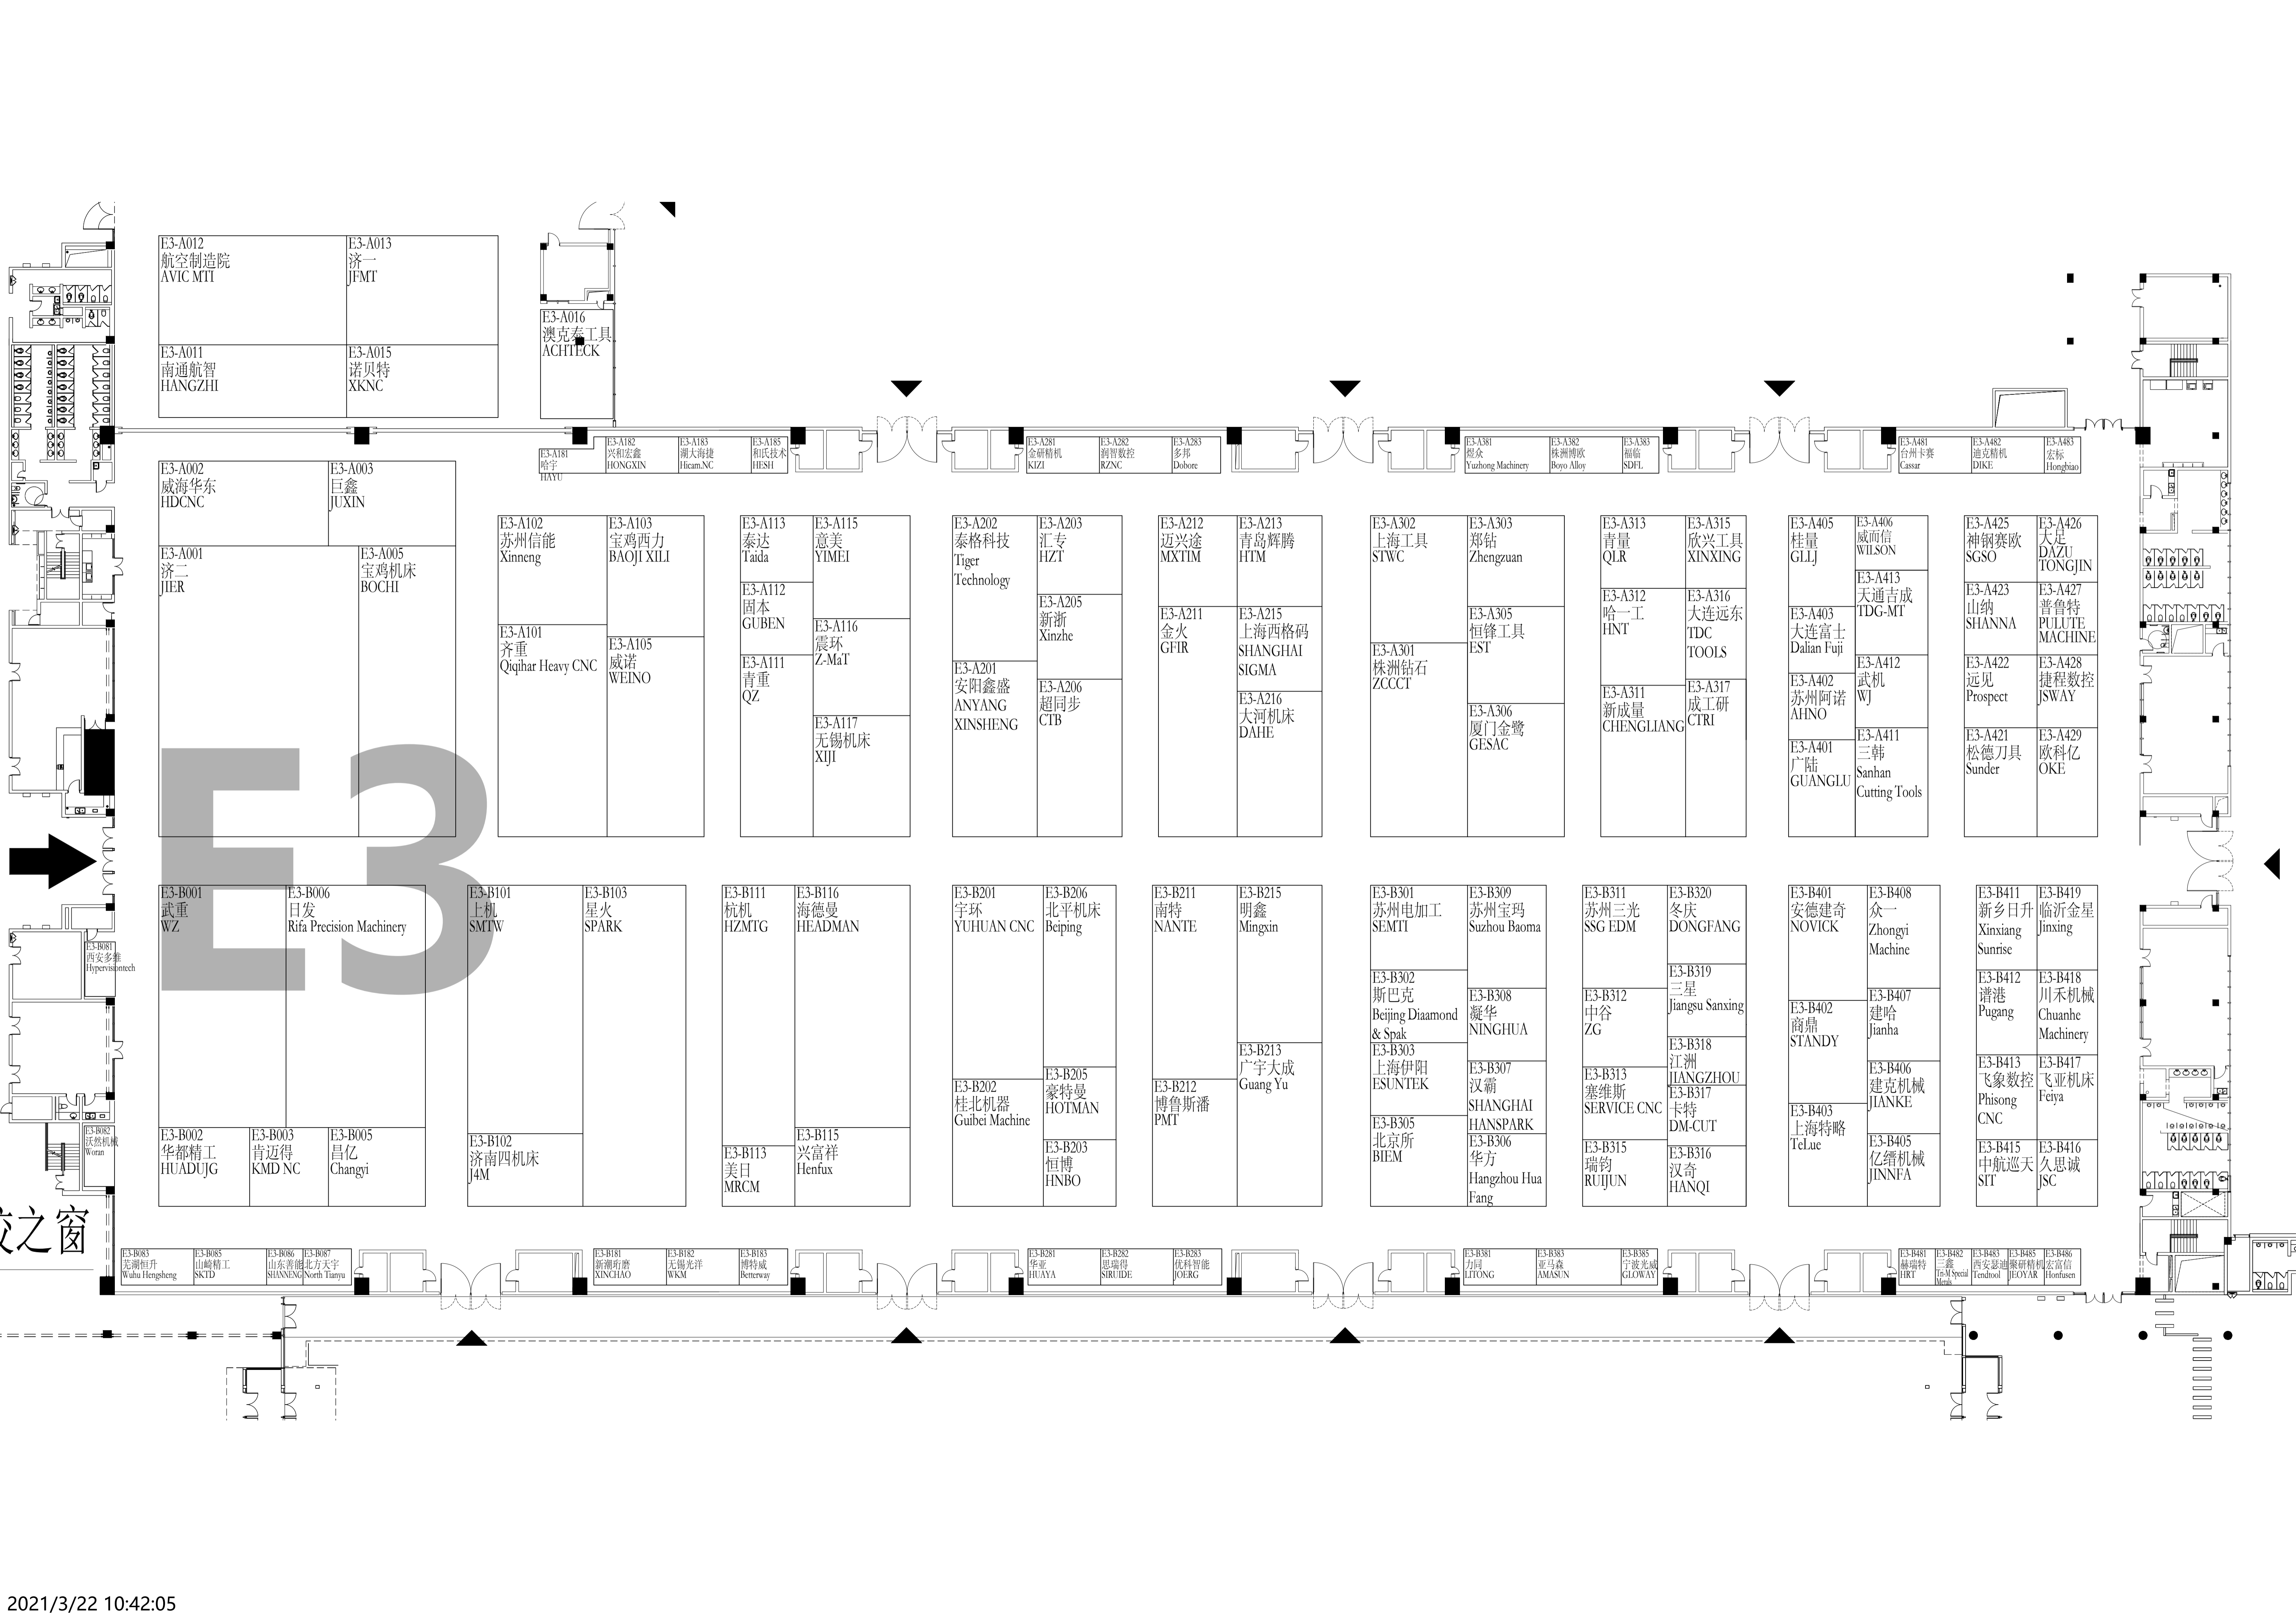 E3-A012
航空制造院
AVIC MTI
E3-A013
济一
JFMT
E3-A011
南通航智
HANGZHI
E3-A015
诺贝特
XKNC
E3-A016
澳克泰工具
ACHTECK
E3-A181
哈宇
HAYU
E3-A182
兴和宏鑫
HONGXIN
E3-A183
湖大海捷
Hicam.NC
E3-A185
和氏技术
HESH
E3-A281
金研精机
KIZI
E3-A282
润智数控
RZNC
E3-A283
多邦
Dobore
E3-A381
煜众
Yuzhong Machinery
E3-A382
株洲博欧
Boyo Alloy
E3-A383
福临
SDFL
E3-A481
台州卡赛
Cassar
E3-A482
迪克精机
DIKE
E3-A483
宏标
Hongbiao
E3-A002
威海华东
HDCNC
E3-A003
巨鑫
JUXIN
E3-A001
济二
JIER
E3-A005
宝鸡机床
BOCHI
E3-A102
苏州信能
Xinneng
E3-A103
宝鸡西力
BAOJI XILI
E3-A101
齐重
Qiqihar Heavy CNC
E3-A105
威诺
WEINO
E3-A113
泰达
Taida
E3-A115
意美
YIMEI
E3-A112
固本
GUBEN
E3-A116
震环
Z-MaT
E3-A111
青重
QZ
E3-A117
无锡机床
XIJI
E3-A202
泰格科技
Tiger
Technology
E3-A203
汇专
HZT
E3-A205
新浙
Xinzhe
E3-A201
安阳鑫盛
ANYANG
XINSHENG
E3-A206
超同步
CTB
E3-A212
迈兴途
MXTIM
E3-A213
青岛辉腾
HTM
E3-A211
金火
GFIR
E3-A215
上海西格码
SHANGHAI
SIGMA
E3-A216
大河机床
DAHE
E3-A302
上海工具
STWC
E3-A303
郑钻
Zhengzuan
E3-A305
恒锋工具
EST
E3-A301
株洲钻石
ZCCCT
E3-A306
厦门金鹭
GESAC
E3-A313
青量
QLR
E3-A315
欣兴工具
XINXING
E3-A312
哈一工
HNT
E3-A316
大连远东
TDC
TOOLS
E3-A311
新成量
CHENGLIANG
E3-A317
成工研
CTRI
E3-A405
桂量
GLLJ
E3-A406
威而信
WILSON
E3-A413
天通吉成
TDG-MT
E3-A403
大连富士
Dalian Fuji
E3-A412
武机
WJ
E3-A402
苏州阿诺
AHNO
E3-A411
三韩
Sanhan
Cutting Tools
E3-A401
广陆
GUANGLU
E3-A425
神钢赛欧
SGSO
E3-A426
大足
DAZU
TONGJIN
E3-A423
山纳
SHANNA
E3-A427
普鲁特
PULUTE
MACHINE
E3-A422
远见
Prospect
E3-A428
捷程数控
JSWAY
E3-A421
松德刀具
Sunder
E3-A429
欧科亿
OKE
E3
E3-B001
武重
WZ
E3-B006
日发
Rifa Precision Machinery
E3-B081
西安多维
Hypervisiontech
E3-B002
华都精工
HUADUJG
E3-B003
肯迈得
KMD NC
E3-B005
昌亿
Changyi
E3-B082
沃然机械
Woran
E3-B101
上机
SMTW
E3-B103
星火
SPARK
E3-B102
济南四机床
J4M
E3-B111
杭机
HZMTG
E3-B116
海德曼
HEADMAN
E3-B113
美日
MRCM
E3-B115
兴富祥
Henfux
E3-B201
宇环
YUHUAN CNC
E3-B206
北平机床
Beiping
E3-B202
桂北机器
Guibei Machine
E3-B205
豪特曼
HOTMAN
E3-B203
恒博
HNBO
E3-B211
南特
NANTE
E3-B215
明鑫
Mingxin
E3-B213
广宇大成
Guang Yu
E3-B212
博鲁斯潘
PMT
E3-B301
苏州电加工
SEMTI
E3-B309
苏州宝玛
Suzhou Baoma
E3-B302
斯巴克
Beijing Diaamond
& Spak
E3-B308
凝华
NINGHUA
E3-B303
上海伊阳
ESUNTEK
E3-B307
汉霸
SHANGHAI
HANSPARK
E3-B305
北京所
BIEM
E3-B306
华方
Hangzhou Hua
Fang
E3-B311
苏州三光
SSG EDM
E3-B320
冬庆
DONGFANG
E3-B319
三星
Jiangsu Sanxing
E3-B312
中谷
ZG
E3-B318
江洲
JIANGZHOU
E3-B313
塞维斯
SERVICE CNC
E3-B317
卡特
DM-CUT
E3-B315
瑞钧
RUIJUN
E3-B316
汉奇
HANQI
E3-B401
安德建奇
NOVICK
E3-B408
众一
Zhongyi
Machine
E3-B402
商鼎
STANDY
E3-B407
建哈
Jianha
E3-B406
建克机械
JIANKE
E3-B403
上海特略
TeLue
E3-B405
亿缙机械
JINNFA
E3-B411
新乡日升
Xinxiang
Sunrise
E3-B419
临沂金星
Jinxing
E3-B412
谱港
Pugang
E3-B418
川禾机械
Chuanhe
Machinery
E3-B413
飞象数控
Phisong
CNC
E3-B417
飞亚机床
Feiya
E3-B415
中航巡天
SIT
E3-B416
久思诚
JSC
之窗
E3-B083
芜湖恒升
Wuhu Hengsheng
E3-B085
山崎精工
SKTD
E3-B086
山东善能
SHANNENG
E3-B087
北方天宇
North Tianyu
E3-B181
新潮珩磨
XINCHAO
E3-B182
无锡光洋
WKM
E3-B183
博特威
Betterway
E3-B281
华亚
HUAYA
E3-B282
思瑞得
SIRUIDE
E3-B283
优科智能
JOERG
E3-B381
力同
LITONG
E3-B383
亚马森
AMASUN
E3-B385
宁波光威
GLOWAY
E3-B481
赫瑞特
HRT
E3-B482
三鑫
Tri-M Special
Metals
E3-B483
西安瑟迪
Tendtool
E3-B485
聚研精机
JEOYAR
E3-B486
宏富信
Honfusen
2021/3/22 10:42:05